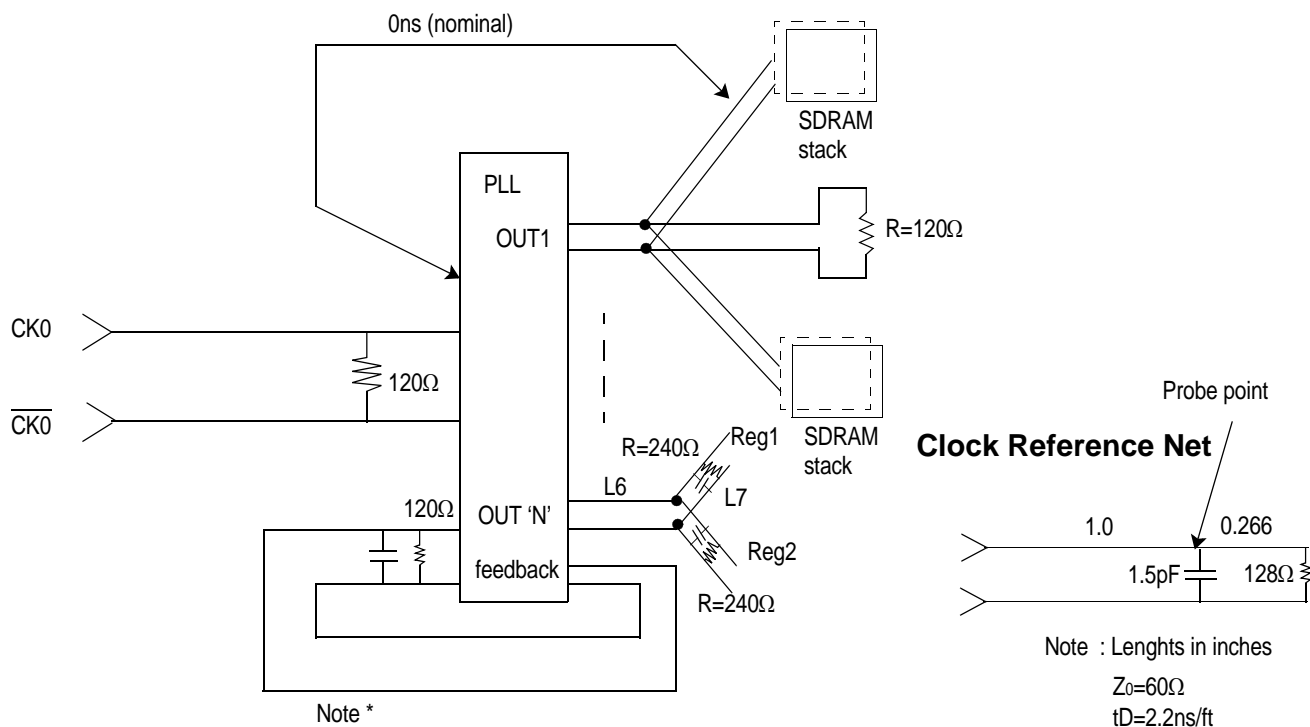 0ns (nominal)
SDRAM
stack
PLL
OUT1
R=120Ω
CK0
120Ω
CK0
SDRAM
stack
Probe point
Clock Reference Net
Reg1
R=240Ω
L6
L7
120Ω
OUT ‘N’
Reg2
feedback
R=240Ω
1.0
0.266
1.5pF
128Ω
Note : Lenghts in inches
Z0=60Ω
tD=2.2ns/ft
Note *